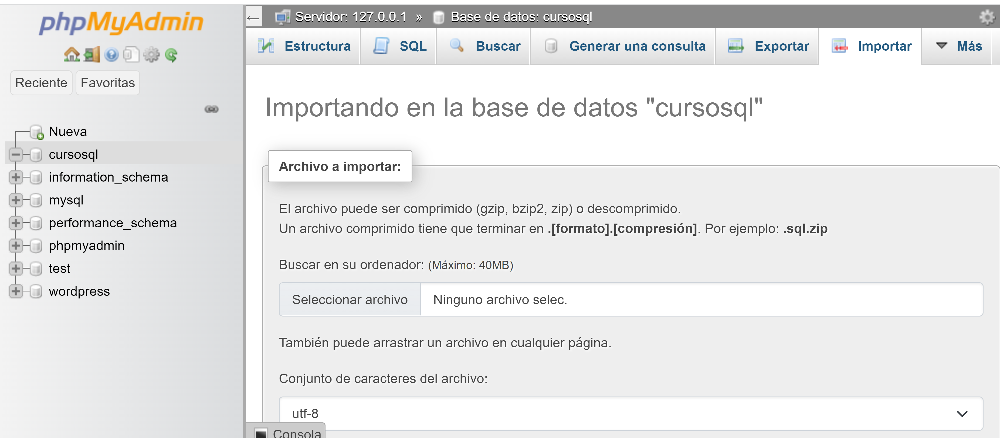 phpMyAdmin
Reciente
Favoritas
Nueva
cursosql
information_schema
mysql
performance_schema
phpmyadmin
test
wordpress
← Servidor: 127.0.0.1 » Base de datos: cursosql
Estructura
SQL
Buscar
Generar una consulta
Exportar
Importar
Más
Importando en la base de datos "cursosql"
Archivo a importar:
El archivo puede ser comprimido (gzip, bzip2, zip) o descomprimido.
Un archivo comprimido tiene que terminar en .[formato].[compresión]. Por ejemplo: .sql.zip
Buscar en su ordenador: (Máximo: 40MB)
Seleccionar archivo
Ninguno archivo selec.
También puede arrastrar un archivo en cualquier página.
Conjunto de caracteres del archivo:
utf-8
Consola